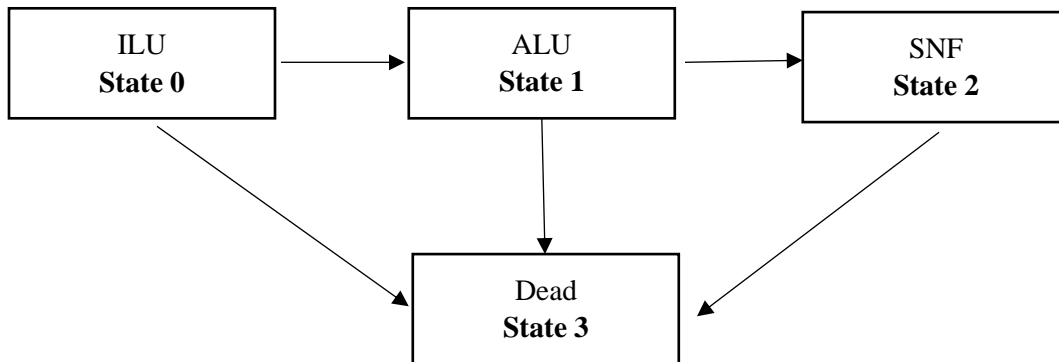 ILU
State 0
ALU
State 1
SNF
State 2
Dead
State 3